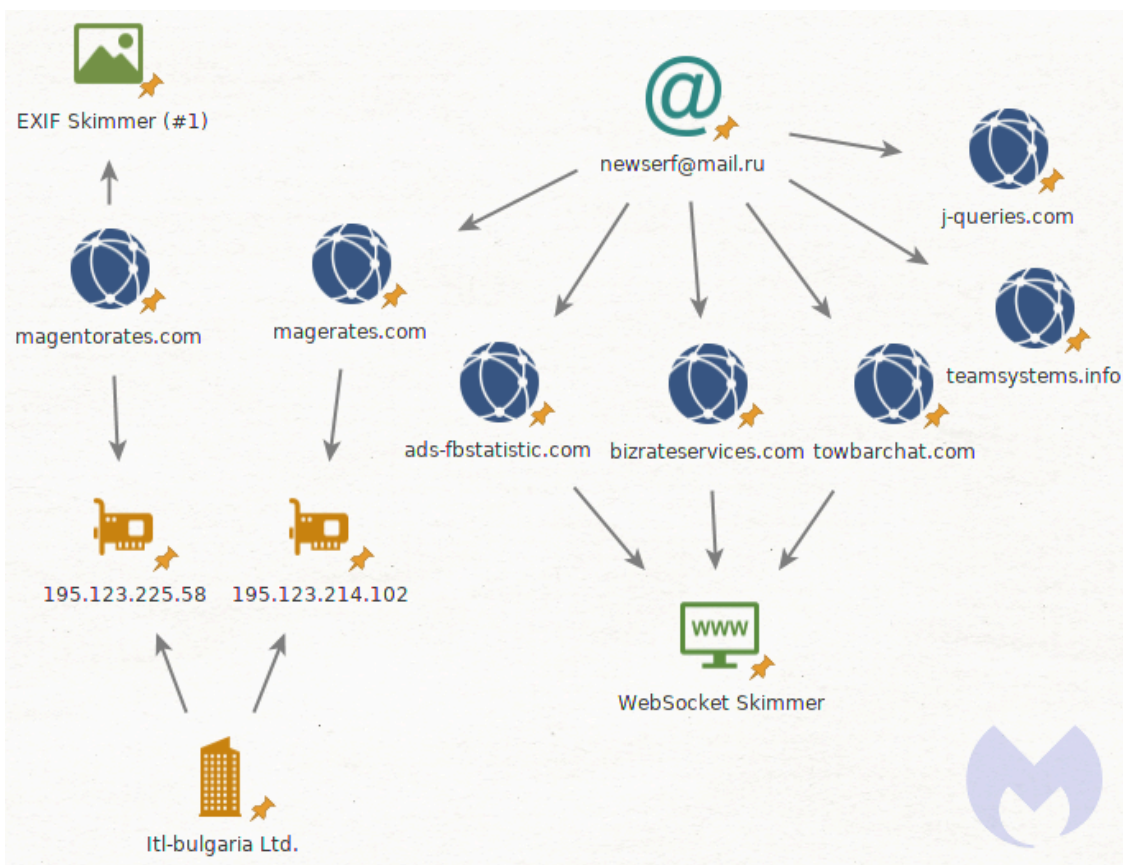 EXIF Skimmer (#1)
newserf@mail.ru
j-queries.com
magentorates.com
magerates.com
teamsystems.info
ads-fbstatistic.com
bizrateservices.com
towbarchat.com
195.123.225.58
195.123.214.102
WWW
WebSocket Skimmer
Itl-bulgaria Ltd.